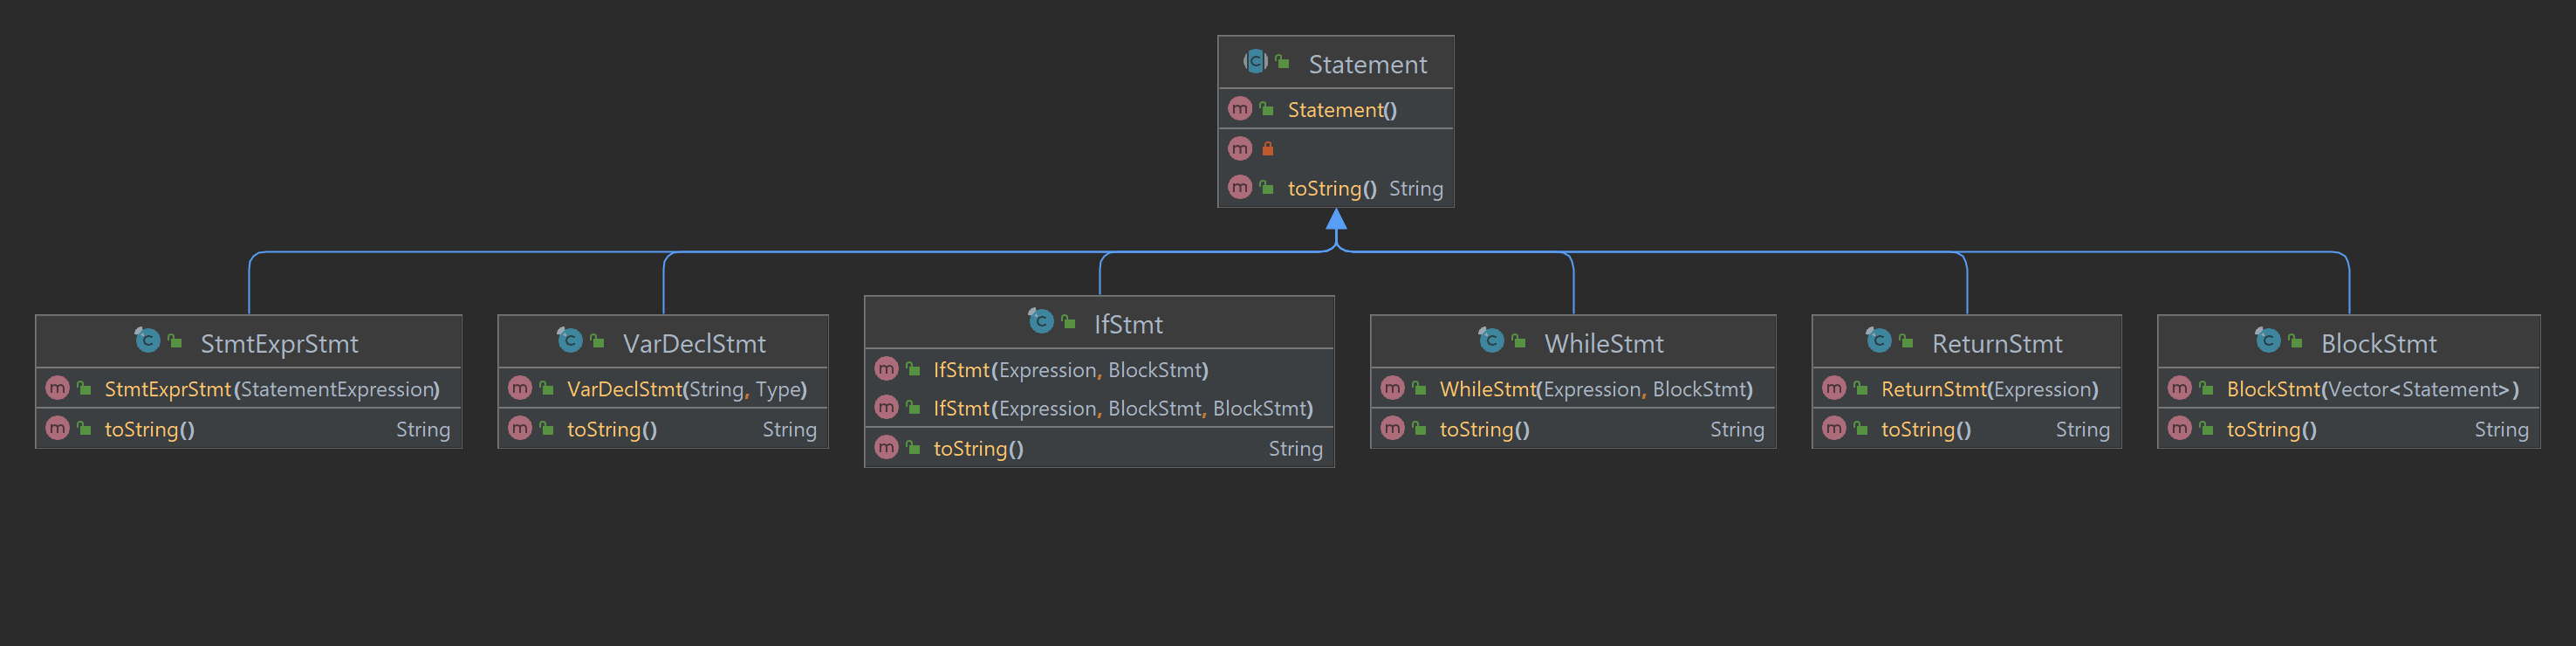 Statement
Statement()
toString() String
StmtExprStmt
StmtExprStmt(StatementExpression)
toString() String
VarDeclStmt
VarDeclStmt(String, Type)
toString() String
IfStmt
IfStmt(Expression, BlockStmt)
IfStmt(Expression, BlockStmt, BlockStmt)
toString() String
WhileStmt
WhileStmt(Expression, BlockStmt)
toString() String
ReturnStmt
ReturnStmt(Expression)
toString() String
BlockStmt
BlockStmt(Vector<Statement>)
toString() String